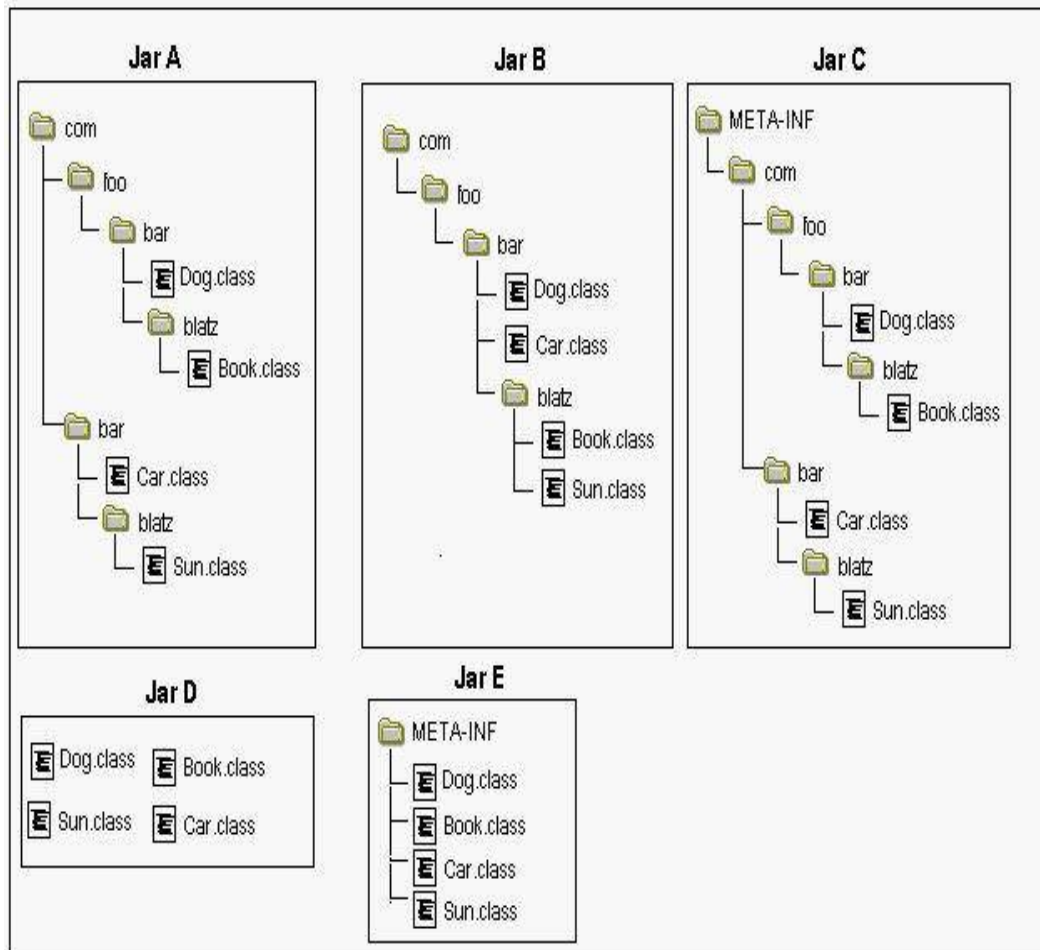 Jar A
com
foo
bar
Dog.class
blatz
Book.class
bar
Car.class
blatz
Sun.class
Jar B
com
foo
bar
Dog.class
Car.class
blatz
Book.class
Sun.class
Jar C
META-INF
com
foo
bar
Dog.class
blatz
Book.class
bar
Car.class
blatz
Sun.class
Jar D
Dog.class Book.class
Sun.class Car.class
Jar E
META-INF
Dog.class
Book.class
Car.class
Sun.class